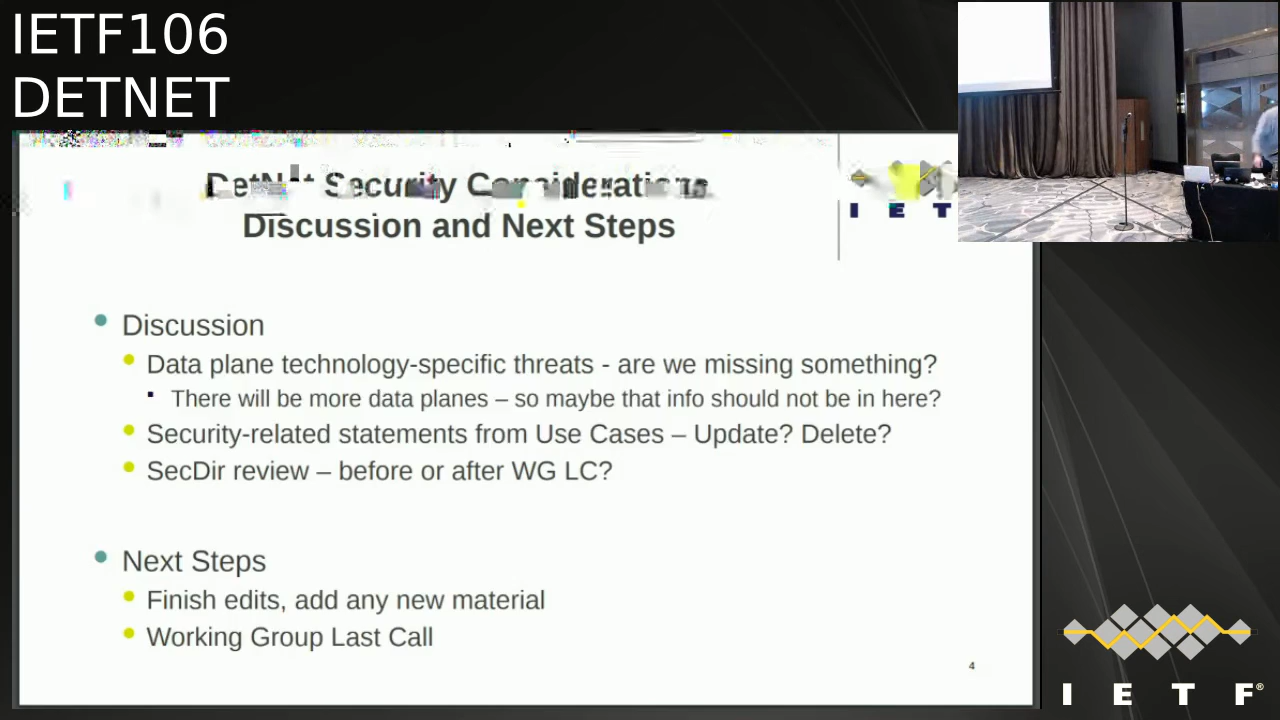 IETF106
DETNET
DetNet Security Considerations
Discussion and Next Steps
I E T
Discussion
Data plane technology-specific threats - are we missing something?
There will be more data planes – so maybe that info should not be in here?
Security-related statements from Use Cases – Update? Delete?
SecDir review – before or after WG LC?
Next Steps
Finish edits, add any new material
Working Group Last Call
4
I E T F®